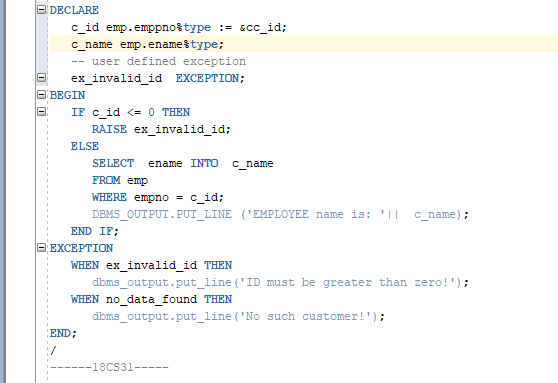 DECLARE
c_id emp.emppno%type := &cc_id;
c_name emp.ename%type;
-- user defined exception
ex_invalid_id  EXCEPTION;
BEGIN
IF c_id <= 0 THEN
RAISE ex_invalid_id;
ELSE
SELECT  ename INTO  c_name
FROM emp
WHERE empno = c_id;
DBMS_OUTPUT.PUT_LINE ('EMPLOYEE name is: '||  c_name);
END IF;
EXCEPTION
WHEN ex_invalid_id THEN
dbms_output.put_line('ID must be greater than zero!');
WHEN no_data_found THEN
dbms_output.put_line('No such customer!');
END;
/
------18CS31-----